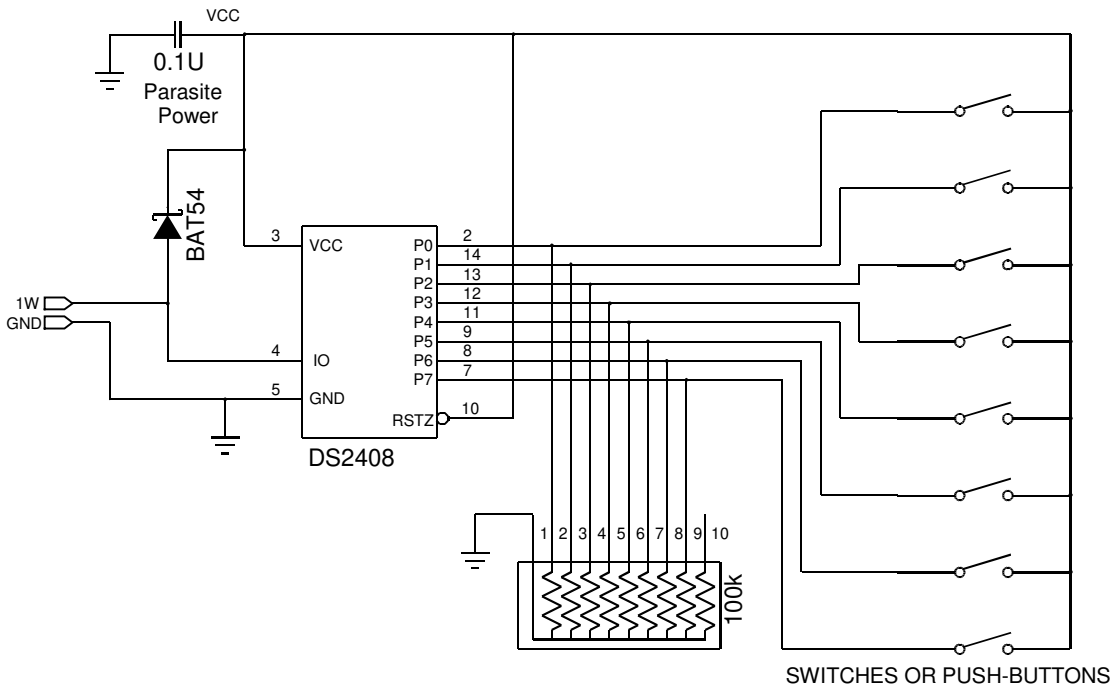 VCC
0.1U
Parasite
Power
BAT54
3 VCC
1W
GND
4 IO
5 GND
P0 2
P1 14
P2 13
P3 12
P4 11
P5 9
P6 8
P7 7
RSTZ 10
DS2408
1 2 3 4 5 6 7 8 9 10
100k
SWITCHES OR PUSH-BUTTONS